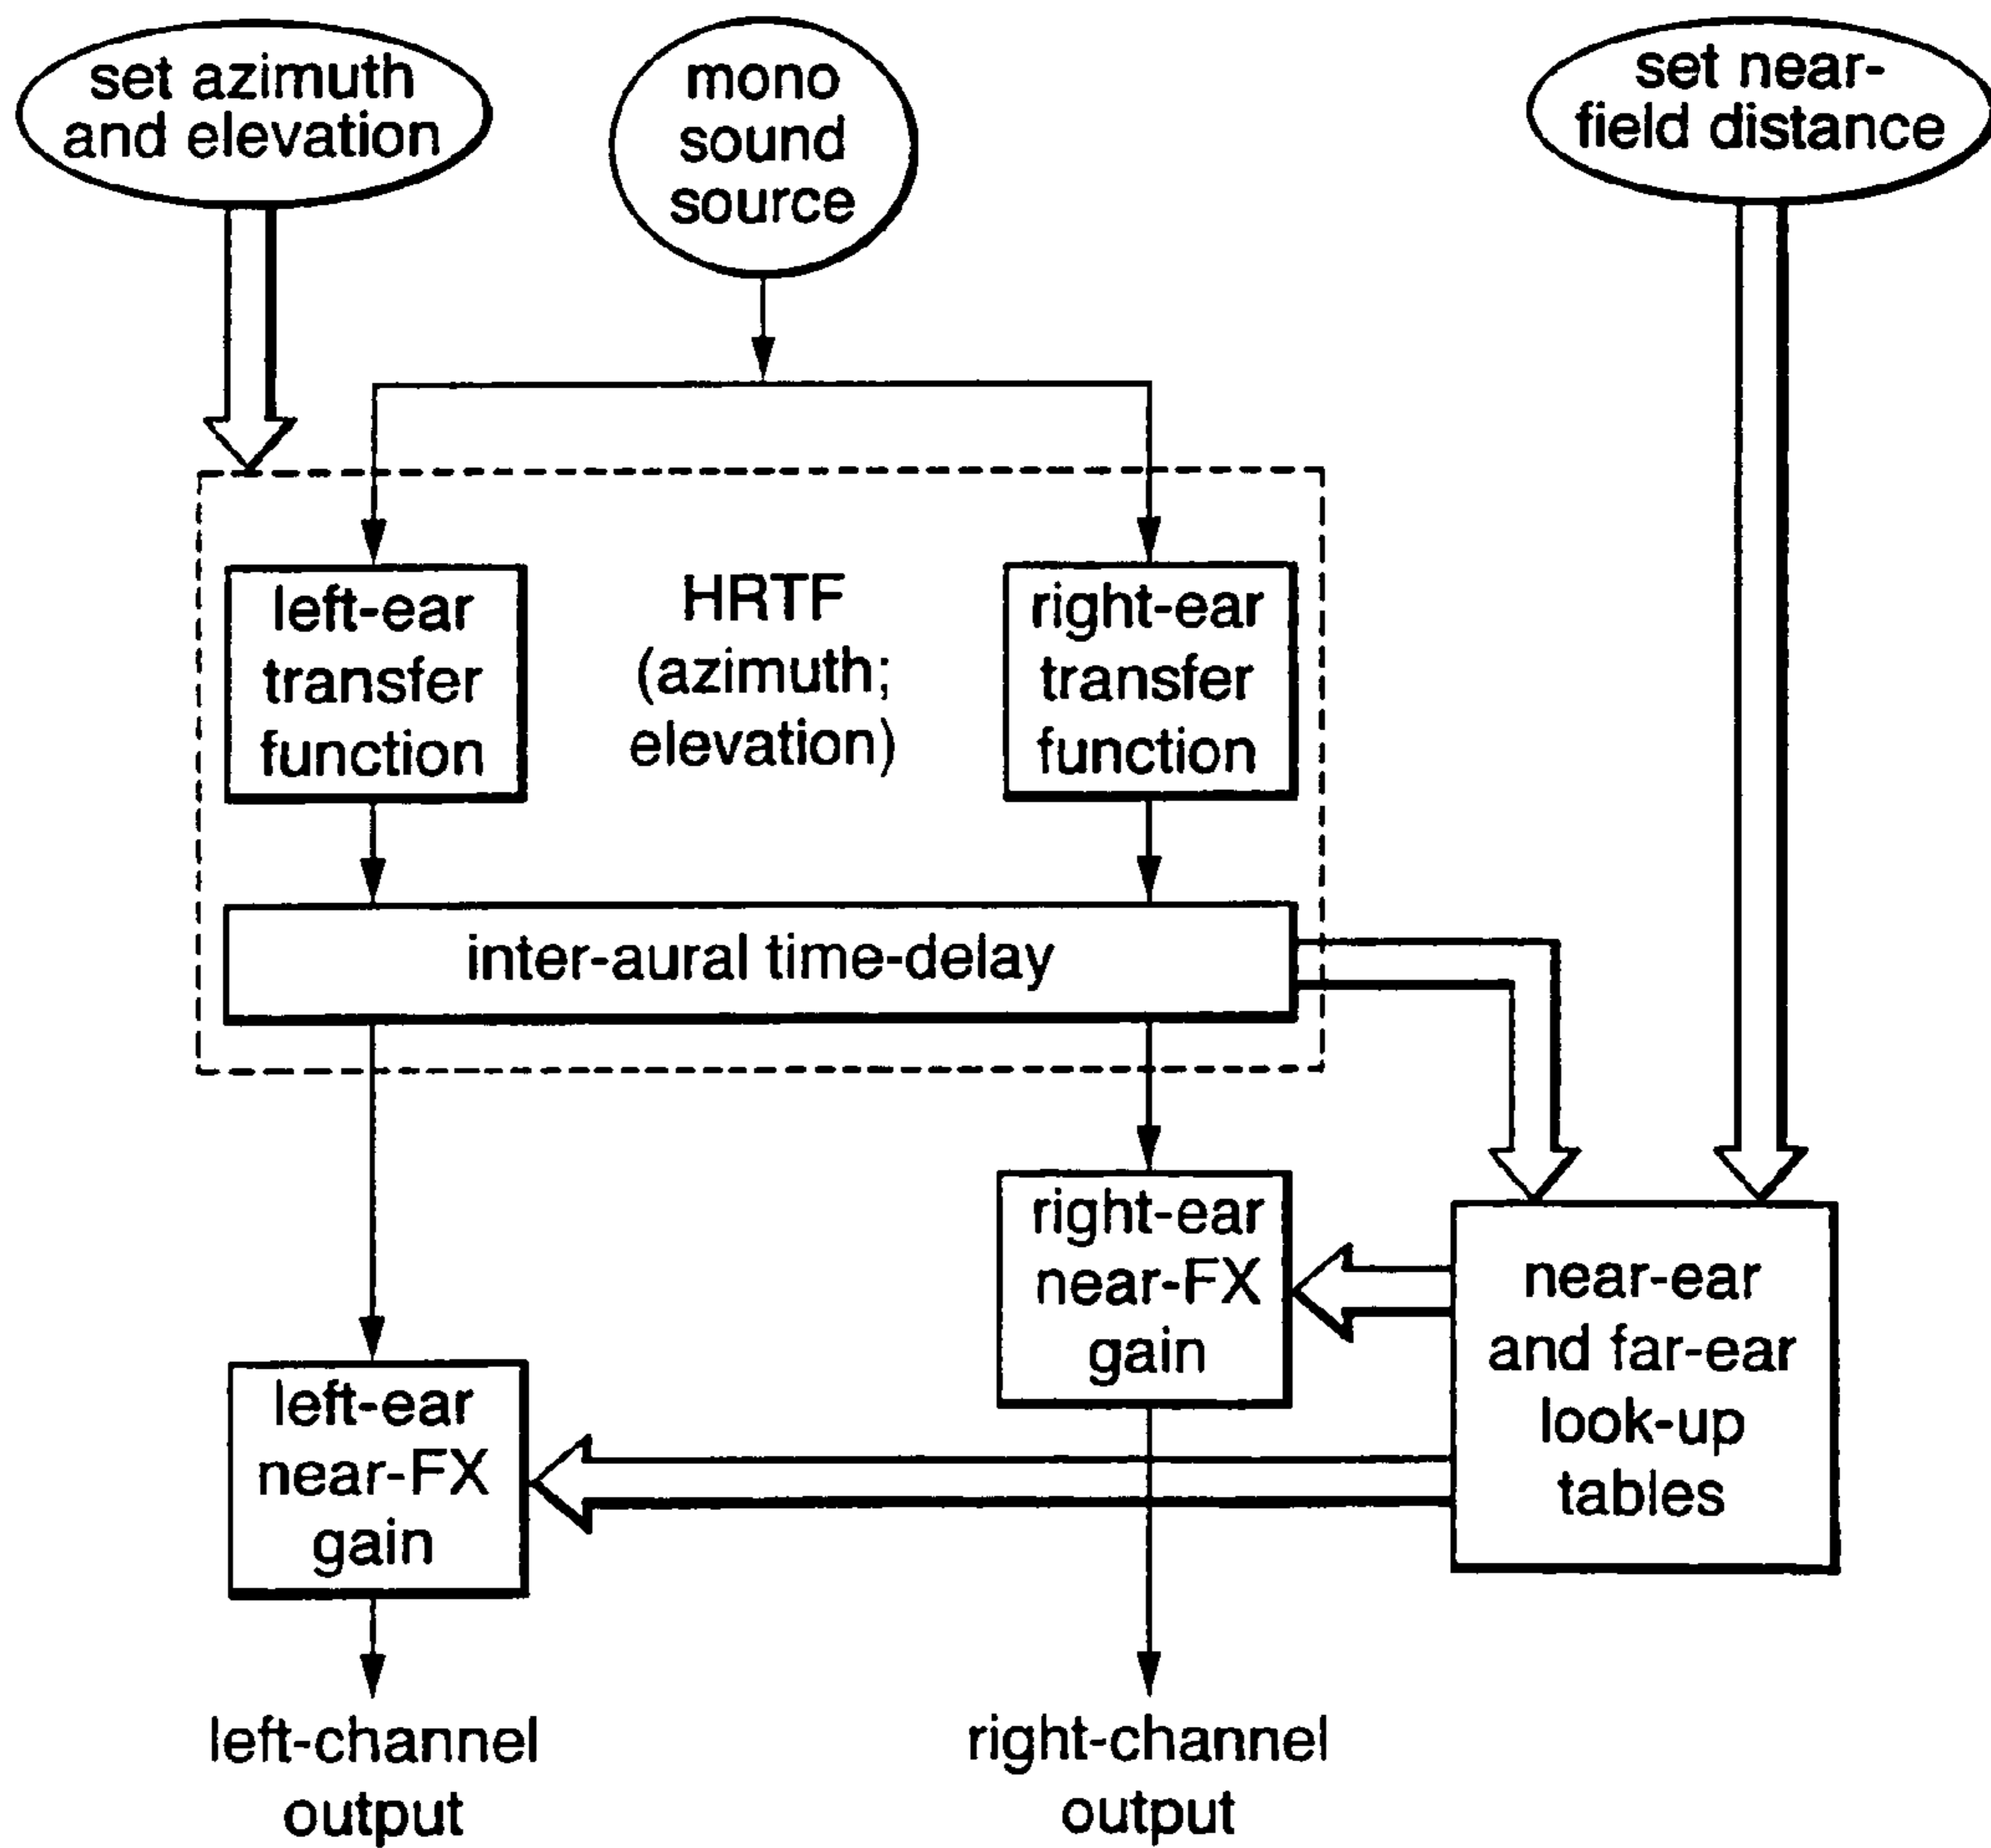 set azimuth
and elevation
mono
sound
source
set near-
field distance
left-ear
transfer
function
HRTF
(azimuth;
elevation)
right-ear
transfer
function
inter-aural time-delay
right-ear
near-FX
gain
near-ear
and far-ear
look-up
tables
left-ear
near-FX
gain
left-channel
output
right-channel
output